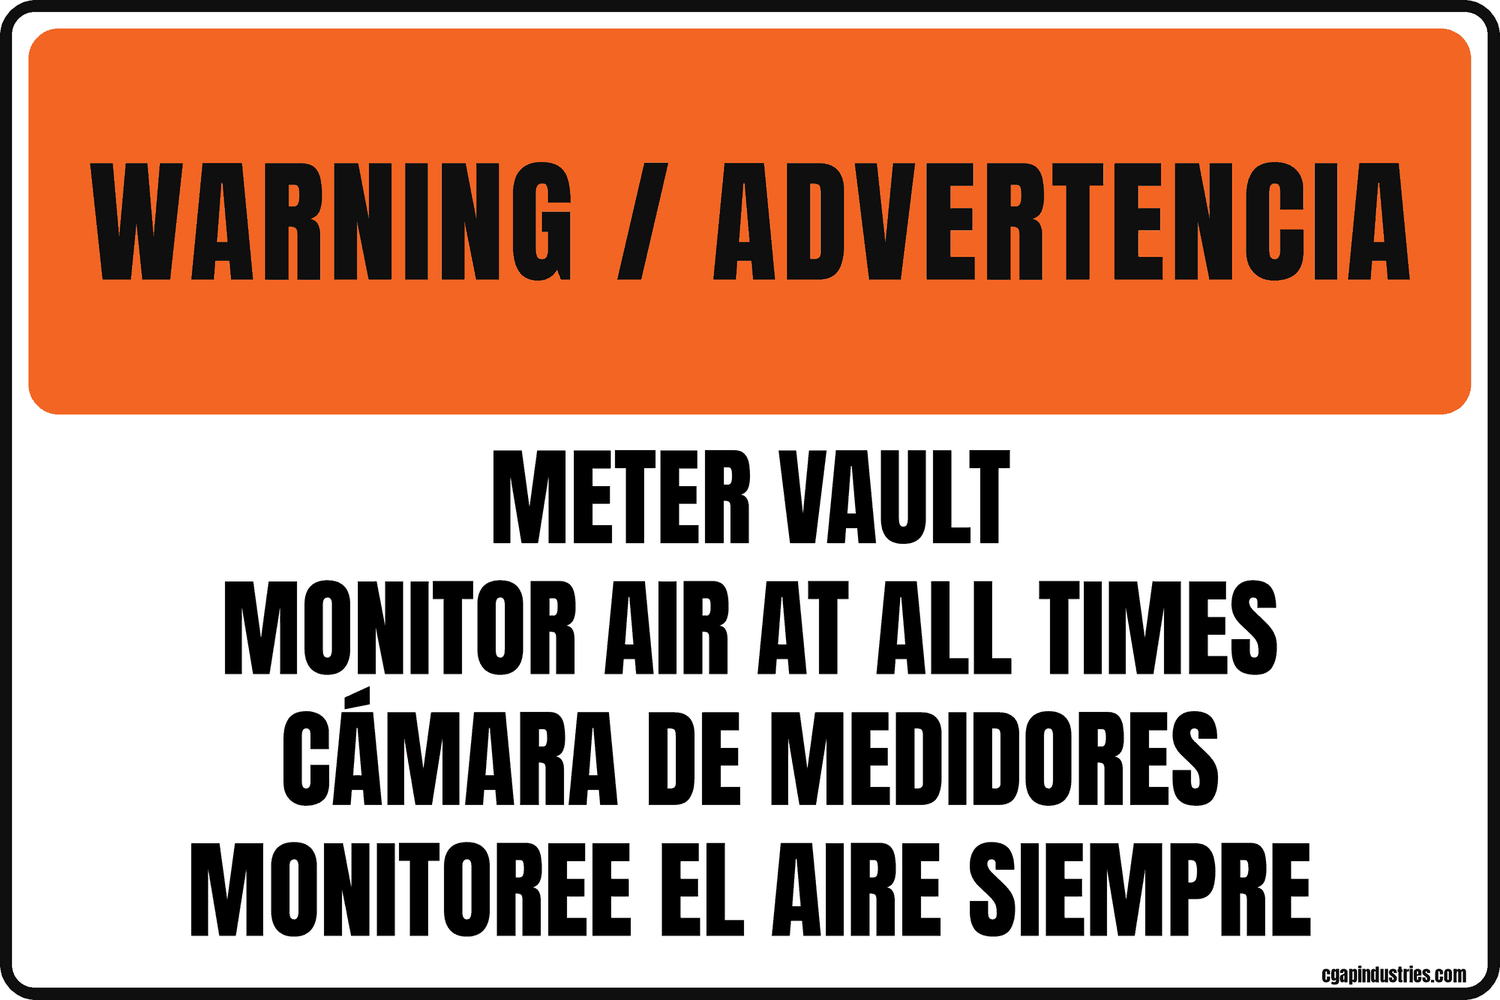 WARNING / ADVERTENCIA
METER VAULT
MONITOR AIR AT ALL TIMES
CÁMARA DE MEDIDORES
MONITOREE EL AIRE SIEMPRE
cgapindustries.com